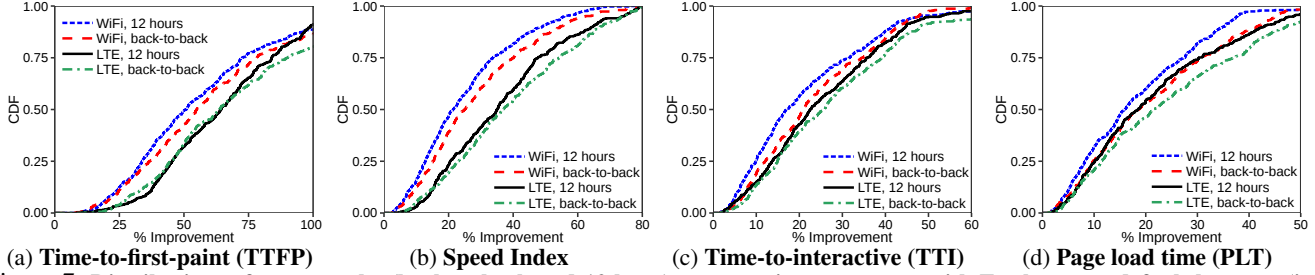 1.00
0.75
0.50
0.25
0.00
CDF
WiFi, 12 hours
WiFi, back-to-back
LTE, 12 hours
LTE, back-to-back
0 25 50 75 100
% Improvement
(a) Time-to-first-paint (TTFP)
1.00
0.75
0.50
0.25
0.00
CDF
WiFi, 12 hours
WiFi, back-to-back
LTE, 12 hours
LTE, back-to-back
0 20 40 60 80
% Improvement
(b) Speed Index
1.00
0.75
0.50
0.25
0.00
CDF
WiFi, 12 hours
WiFi, back-to-back
LTE, 12 hours
LTE, back-to-back
0 10 20 30 40 50 60
% Improvement
(c) Time-to-interactive (TTI)
1.00
0.75
0.50
0.25
0.00
CDF
WiFi, 12 hours
WiFi, back-to-back
LTE, 12 hours
LTE, back-to-back
0 10 20 30 40 50
% Improvement
(d) Page load time (PLT)